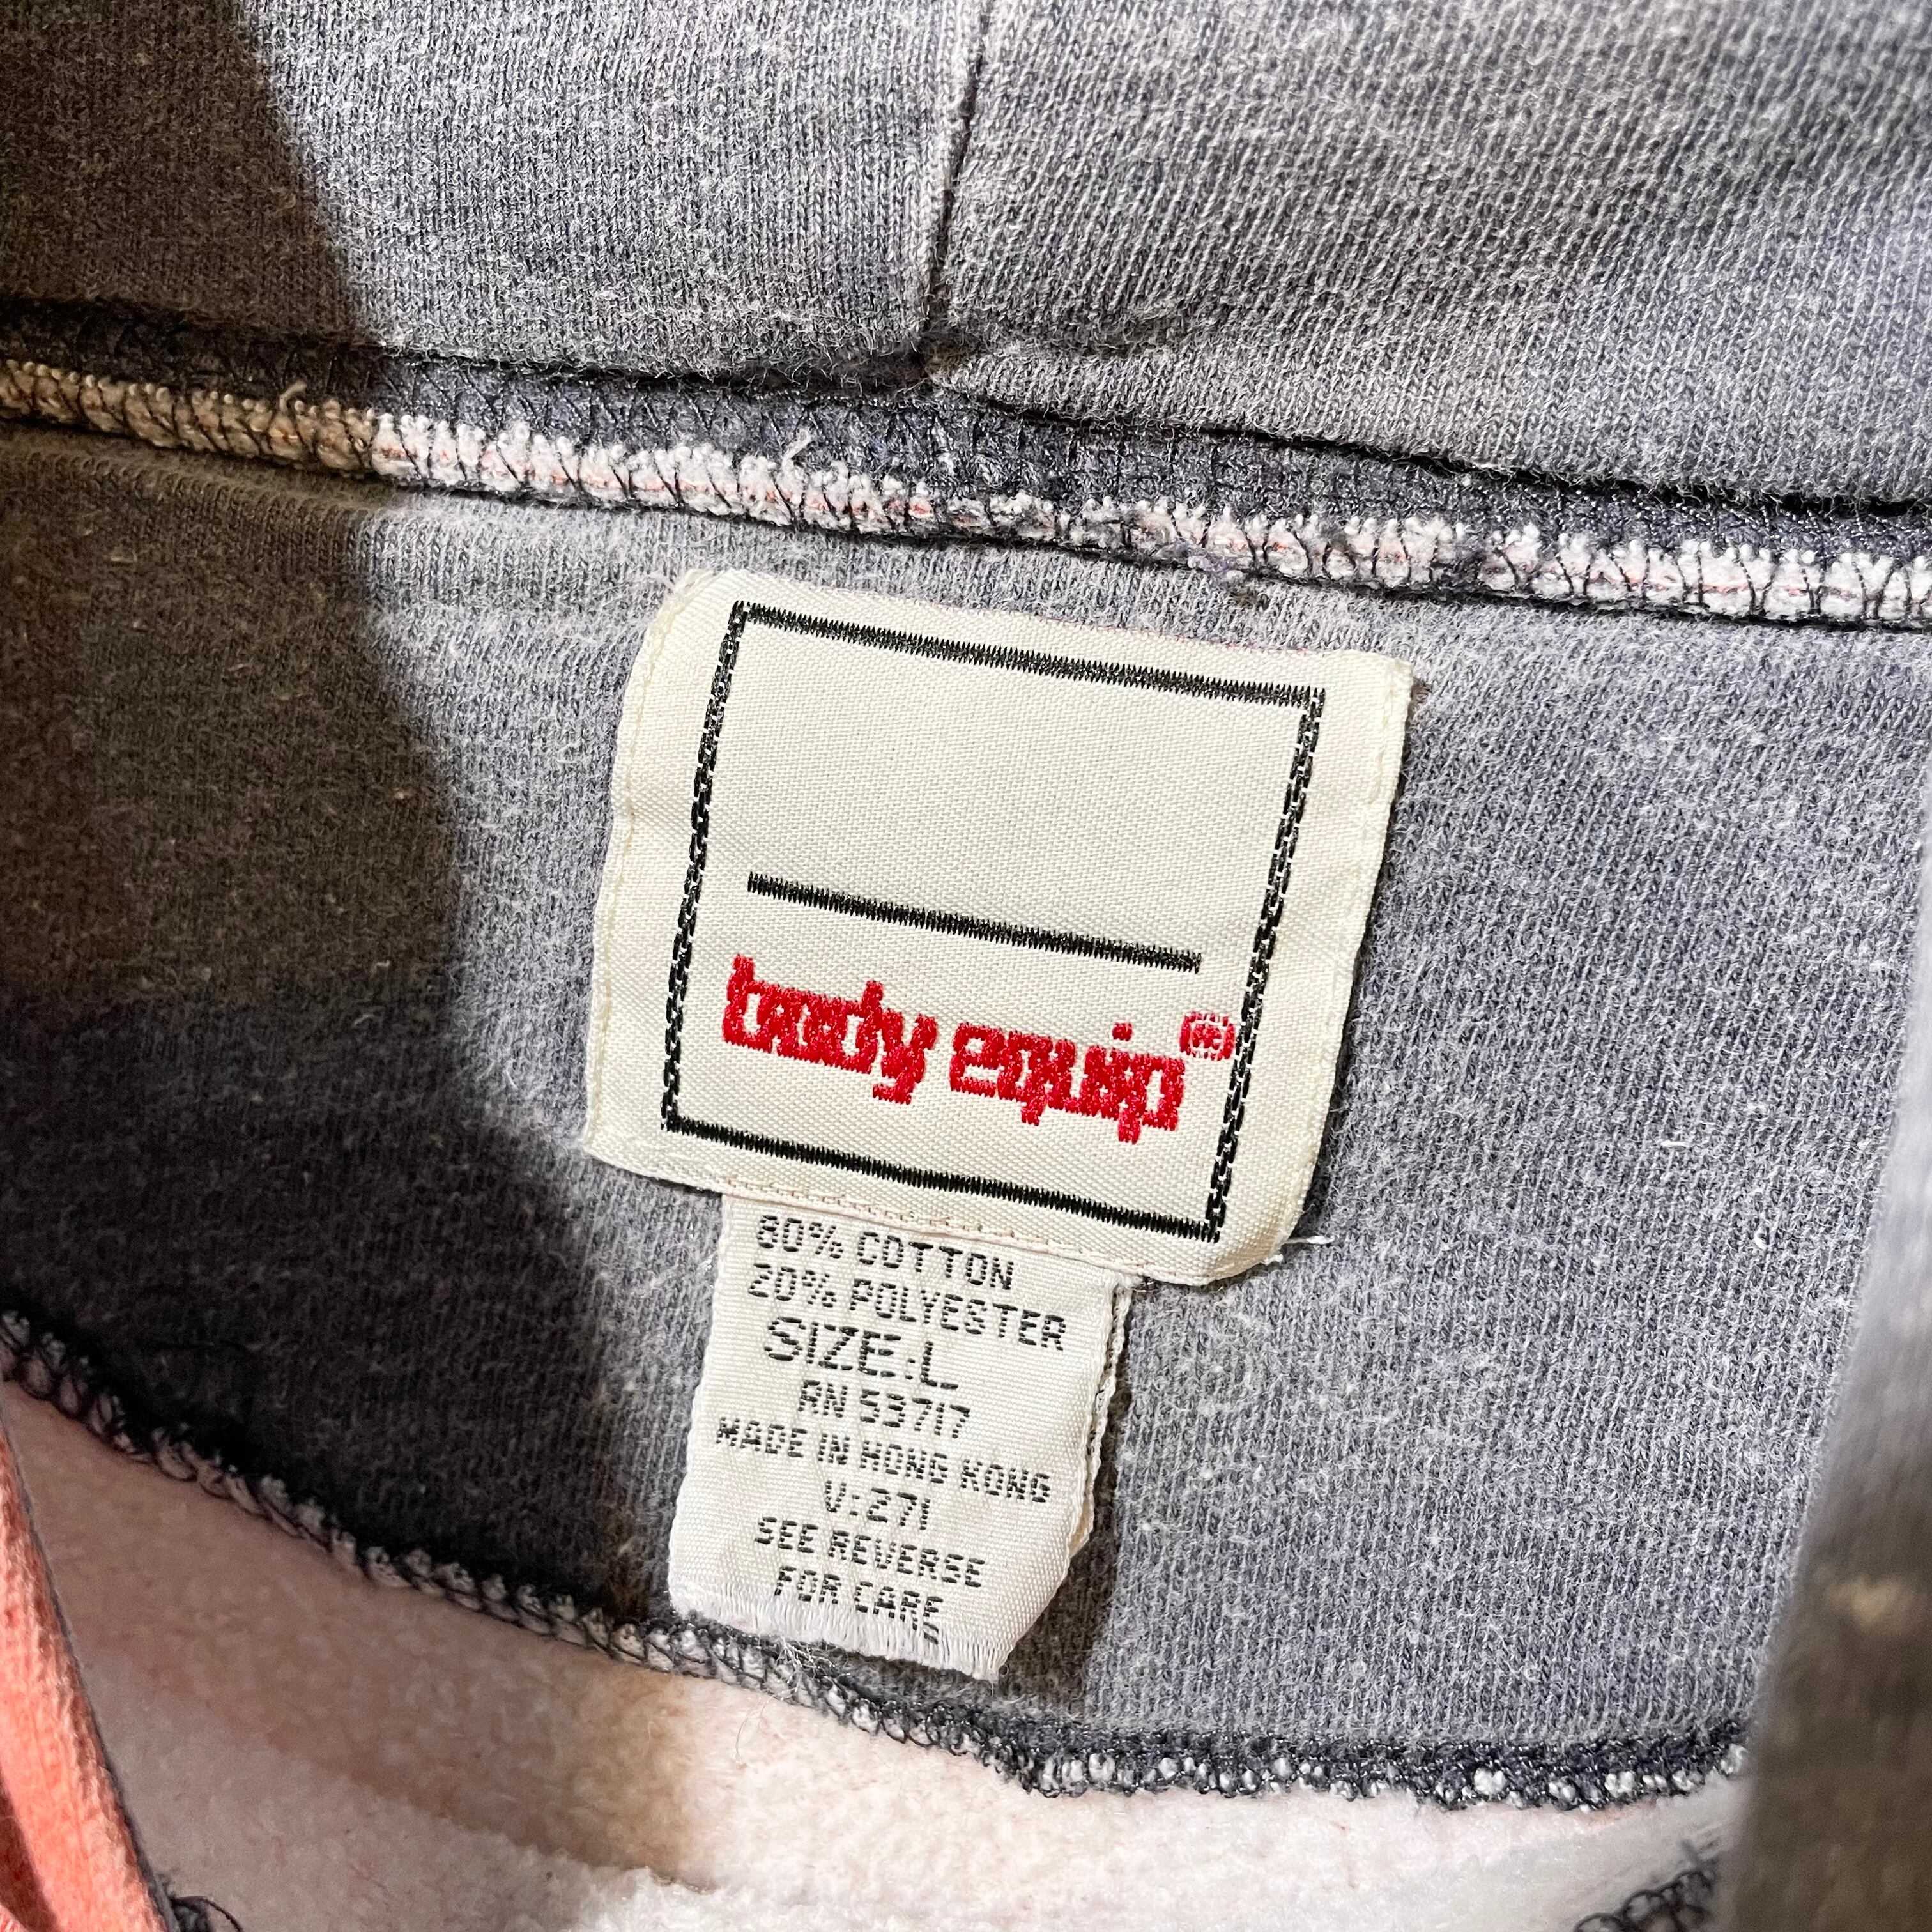 body equip®
80% COTTON
20% POLYESTER
SIZE:L
RN 53717
MADE IN HONG KONG
V:271
SEE REVERSE
FOR CARE